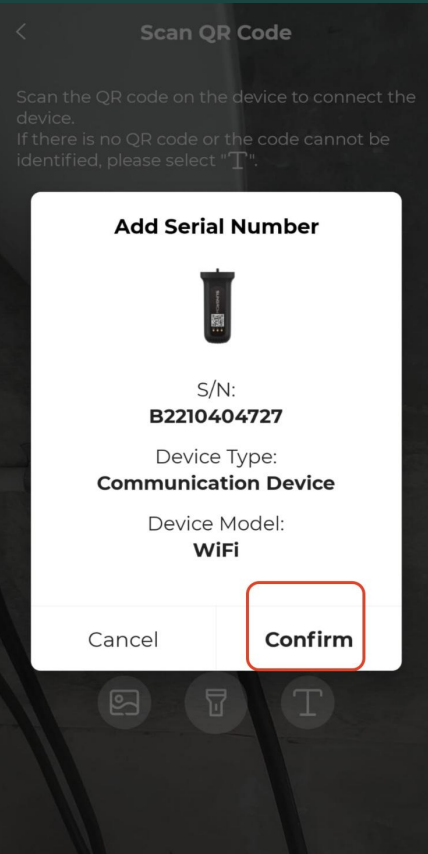 Scan QR Code
Scan the QR code on the device to connect the
device.
If there is no QR code or the code cannot be
identified, please select "T".
Add Serial Number
S/N:
B2210404727
Device Type:
Communication Device
Device Model:
WiFi
Cancel
Confirm
T